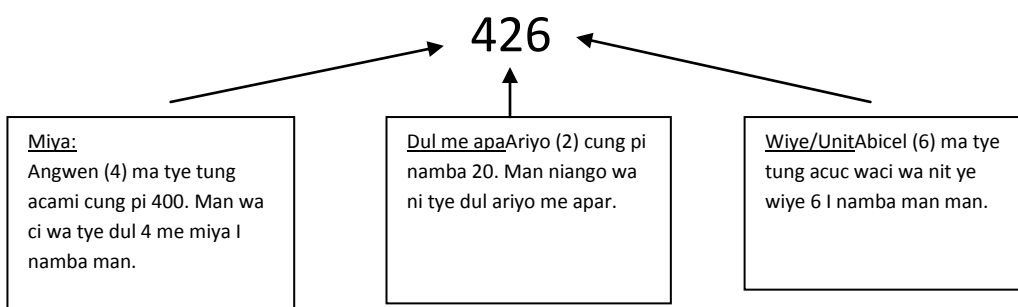 426
Miya:
Angwen (4) ma tye tung
acami cung pi 400. Man wa
ci wa tye dul 4 me miya I
namba man.
Dul me apaAriyo (2) cung pi
namba 20. Man niango wa
ni tye dul ariyo me apar.
Wiye/UnitAbicel (6) ma tye
tung acuc waci wa nit ye
wiye 6 I namba man man.